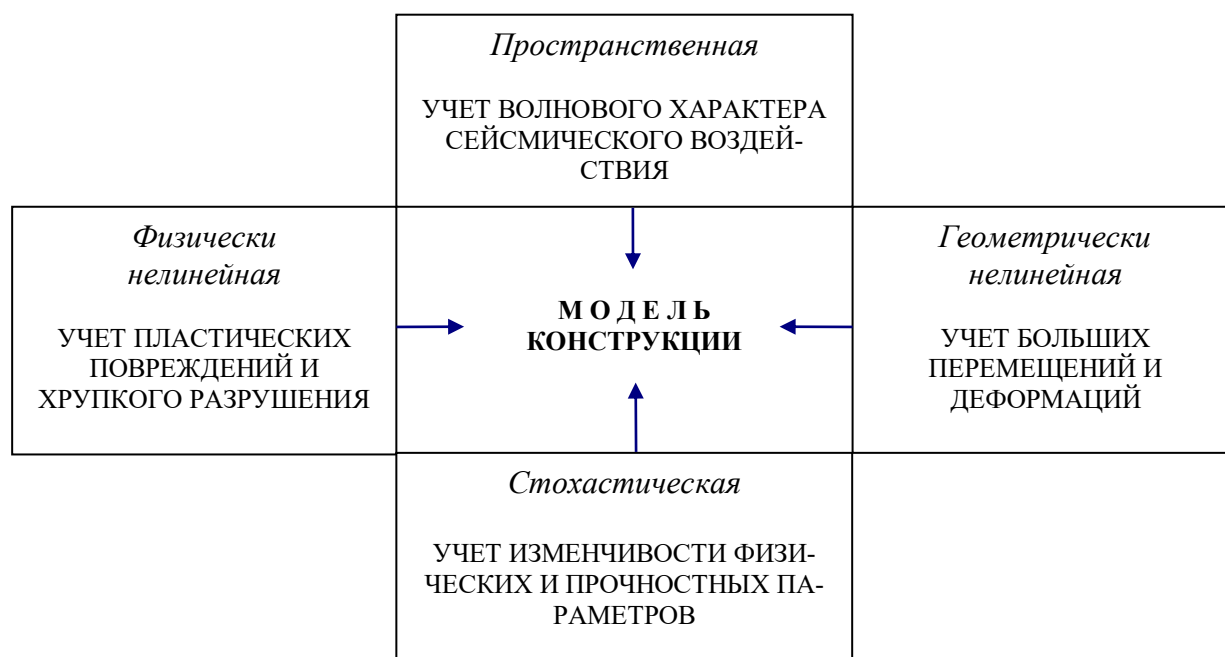 Пространственная
УЧЕТ ВОЛНОВОГО ХАРАКТЕРА
СЕЙСМИЧЕСКОГО ВОЗДЕЙ-
СТВИЯ
Физически
нелинейная
УЧЕТ ПЛАСТИЧЕСКИХ
ПОВРЕЖДЕНИЙ И
ХРУПКОГО РАЗРУШЕНИЯ
М О Д Е Л Ь
КОНСТРУКЦИИ
Геометрически
нелинейная
УЧЕТ БОЛЬШИХ
ПЕРЕМЕЩЕНИЙ И
ДЕФОРМАЦИЙ
Стохастическая
УЧЕТ ИЗМЕНЧИВОСТИ ФИЗИ-
ЧЕСКИХ И ПРОЧНОСТНЫХ ПА-
РАМЕТРОВ